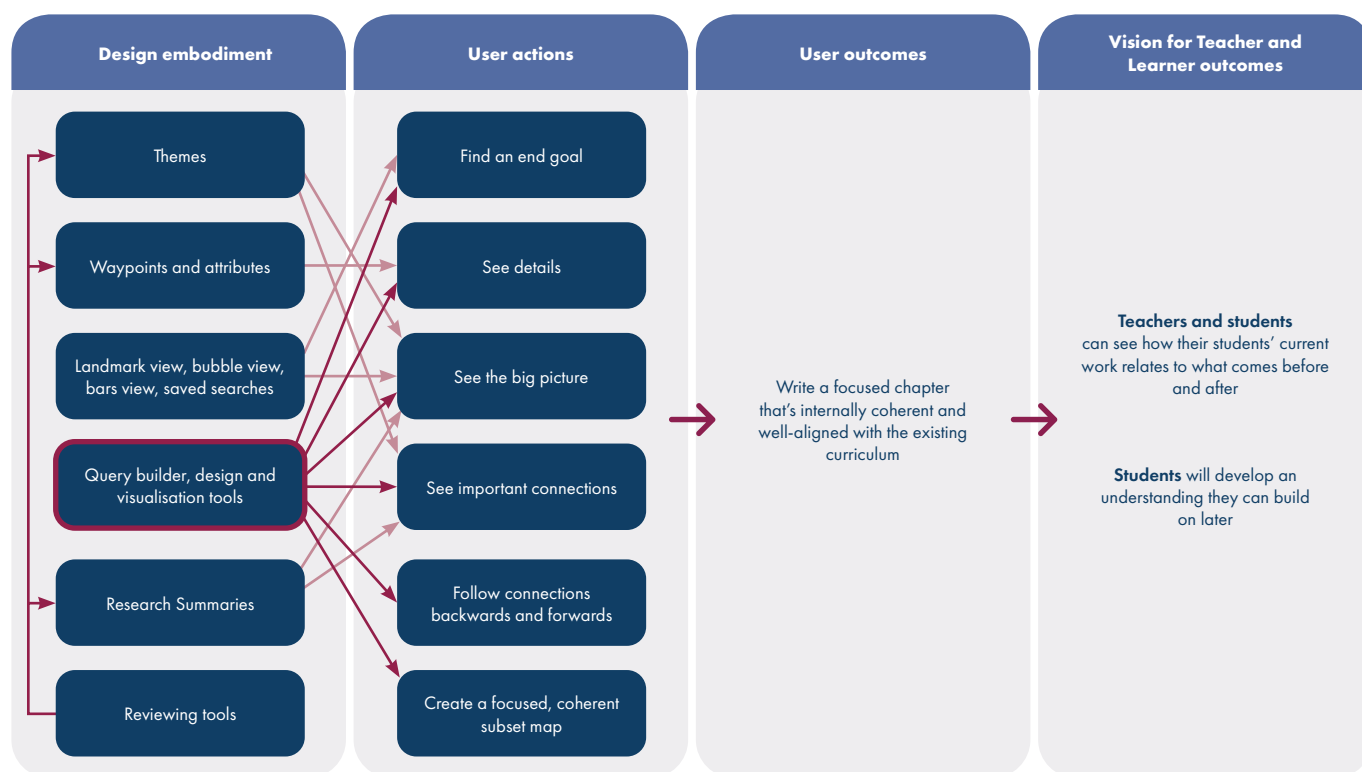 Design embodiment
User actions
User outcomes
Vision for Teacher and
Learner outcomes
Themes
Waypoints and attributes
Landmark view, bubble view,
bars view, saved searches
Query builder, design and
visualisation tools
Research Summaries
Reviewing tools
Find an end goal
See details
See the big picture
See important connections
Follow connections
backwards and forwards
Create a focused, coherent
subset map
Write a focused chapter
that's internally coherent and
well-aligned with the existing
curiculum
Teachers and students
can see how their students' current
work relates to what comes before
and after
Students will develop an
understanding they can build
on later